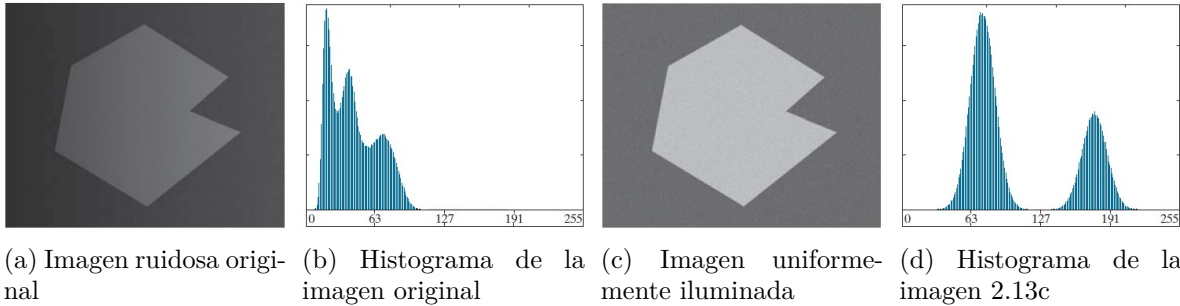 0 63 127 191 255
0 63 127 191 255
(a) Imagen ruidosa origi-
nal
(b) Histograma de la
imagen original
(c) Imagen uniforme-
mente iluminada
(d) Histograma de la
imagen 2.13c